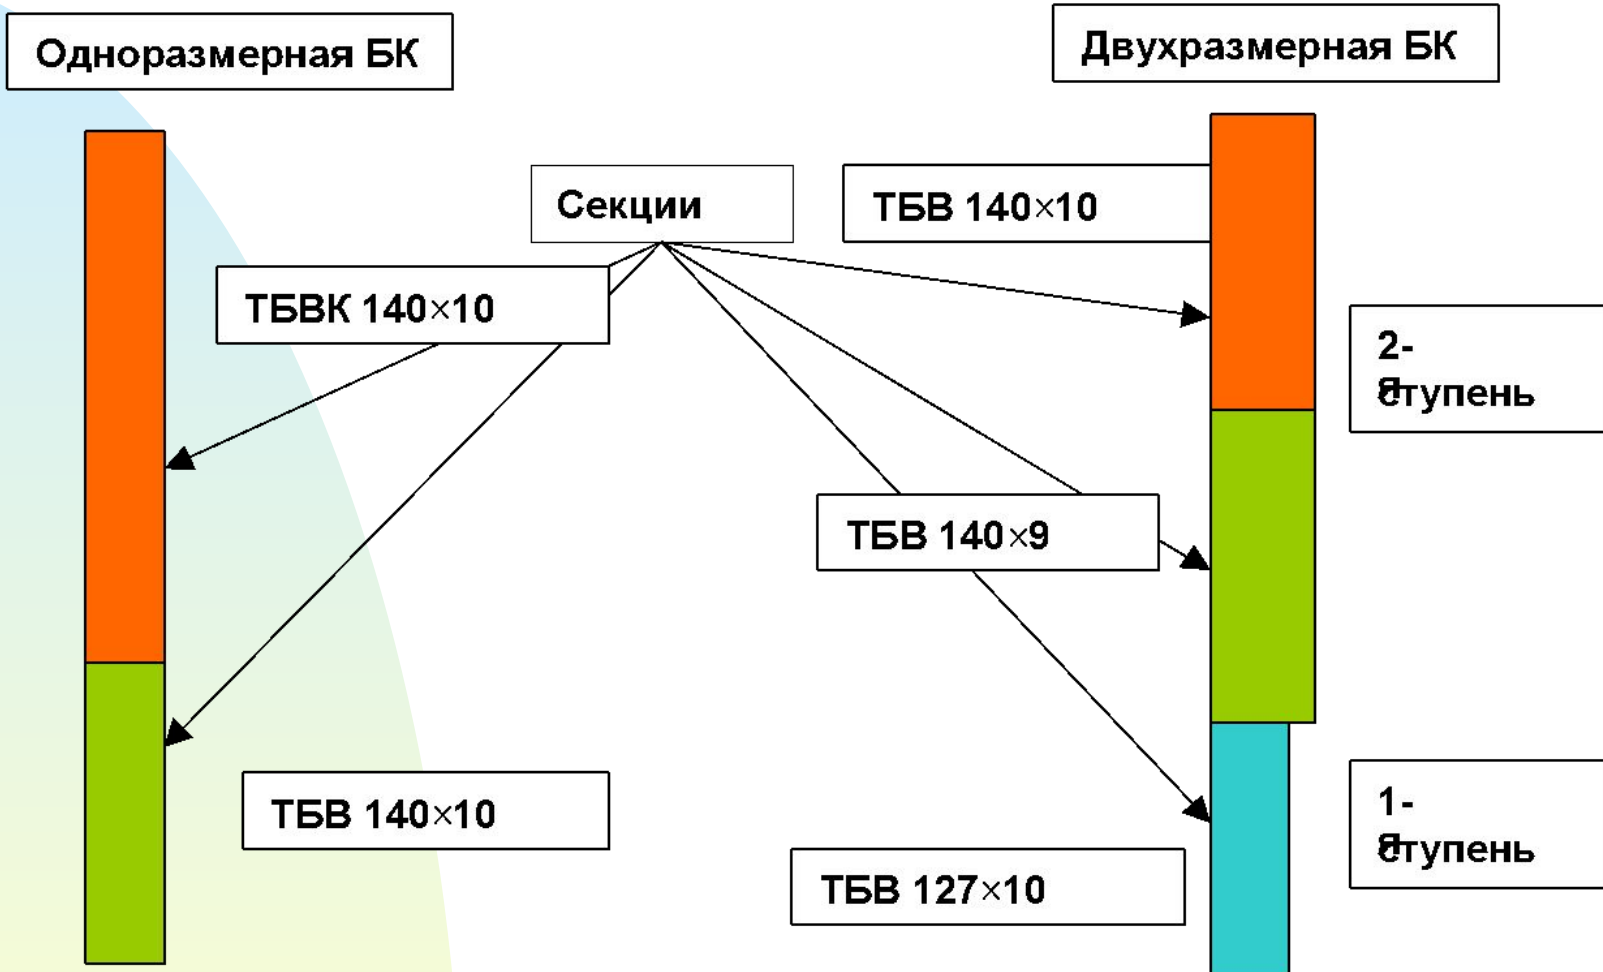 Одноразмерная БК
Двухразмерная БК
Секции
ТБВ 140×10
ТБВК 140×10
2-я
ступень
ТБВ 140×9
ТБВ 140×10
1-я
ступень
ТБВ 127×10